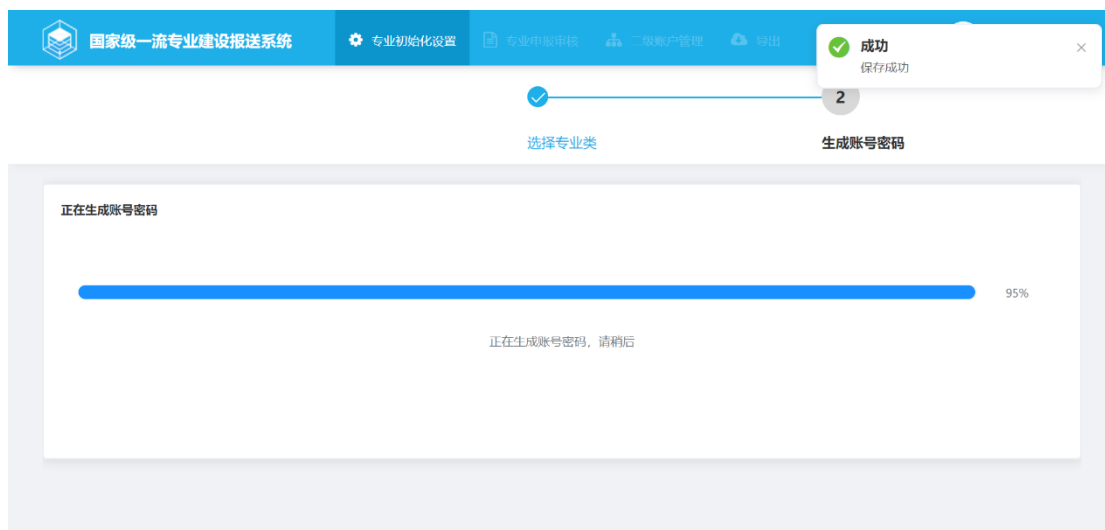 国家级一流专业建设报送系统
专业初始化设置
专业申报审核
二级账户管理
导出
成功
保存成功
2
选择专业类
生成账号密码
正在生成账号密码
95%
正在生成账号密码，请稍后